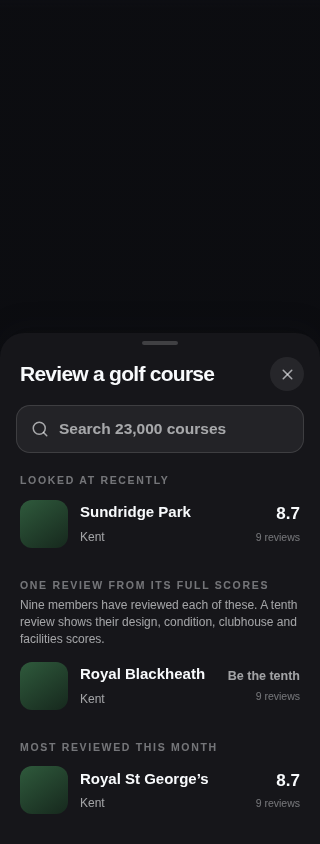 Review a golf course
Search 23,000 courses
LOOKED AT RECENTLY
Sundridge Park
8.7
Kent
9 reviews
ONE REVIEW FROM ITS FULL SCORES
Nine members have reviewed each of these. A tenth
review shows their design, condition, clubhouse and
facilities scores.
Royal Blackheath
Be the tenth
Kent
9 reviews
MOST REVIEWED THIS MONTH
Royal St George’s
8.7
Kent
9 reviews